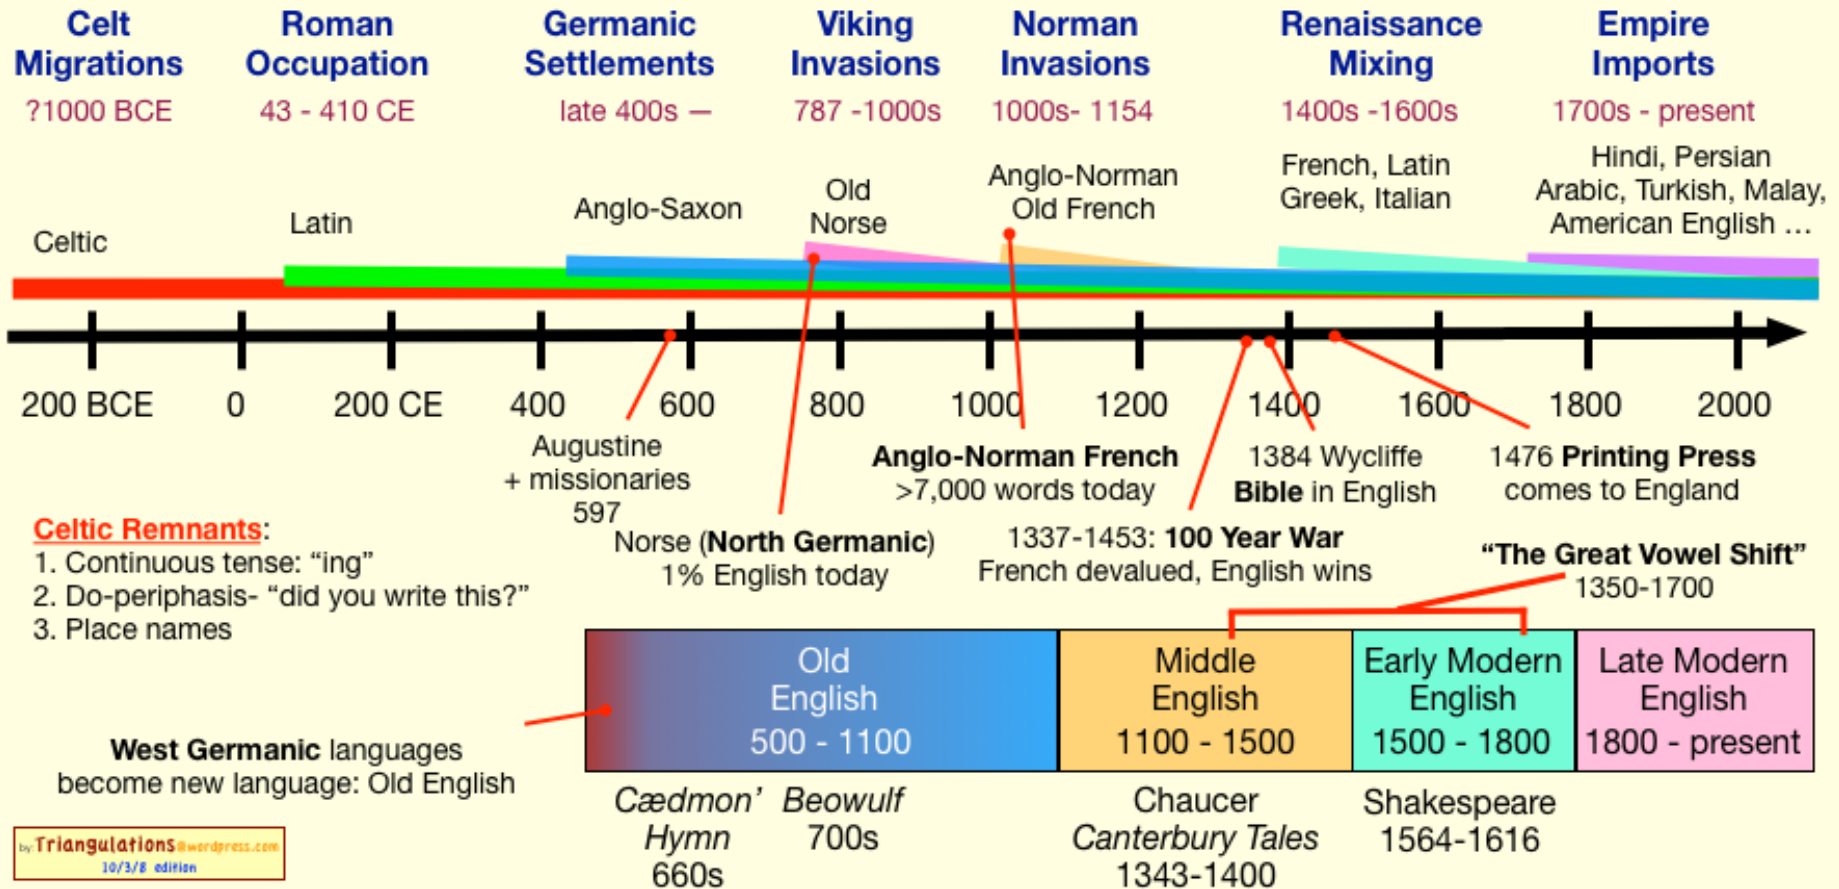 Celt
Migrations
?1000 BCE
Roman
Occupation
43 - 410 CE
Germanic
Settlements
late 400s —
Viking
Invasions
787 -1000s
Norman
Invasions
1000s- 1154
Renaissance
Mixing
1400s -1600s
Empire
Imports
1700s - present
Celtic
Latin
Anglo-Saxon
Old
Norse
Anglo-Norman
Old French
French, Latin
Greek, Italian
Hindi, Persian
Arabic, Turkish, Malay,
American English ...
200 BCE
0
200 CE
400
600
800
1000
1200
1400
1600
1800
2000
Augustine
+ missionaries
597
Norse (North Germanic)
1% English today
Anglo-Norman French
>7,000 words today
1337-1453: 100 Year War
French devalued, English wins
1384 Wycliffe
Bible in English
1476 Printing Press
comes to England
"The Great Vowel Shift"
1350-1700
Celtic Remnants:
1. Continuous tense: "ing"
2. Do-periphasis- "did you write this?"
3. Place names
West Germanic languages
become new language: Old English
Old
English
500 - 1100
Middle
English
1100 - 1500
Early Modern
English
1500 - 1800
Late Modern
English
1800 - present
Cædmon'
Hymn
660s
Beowulf
700s
Chaucer
Canterbury Tales
1343-1400
Shakespeare
1564-1616
by: Triangulations@wordpress.com
10/3/8 edition